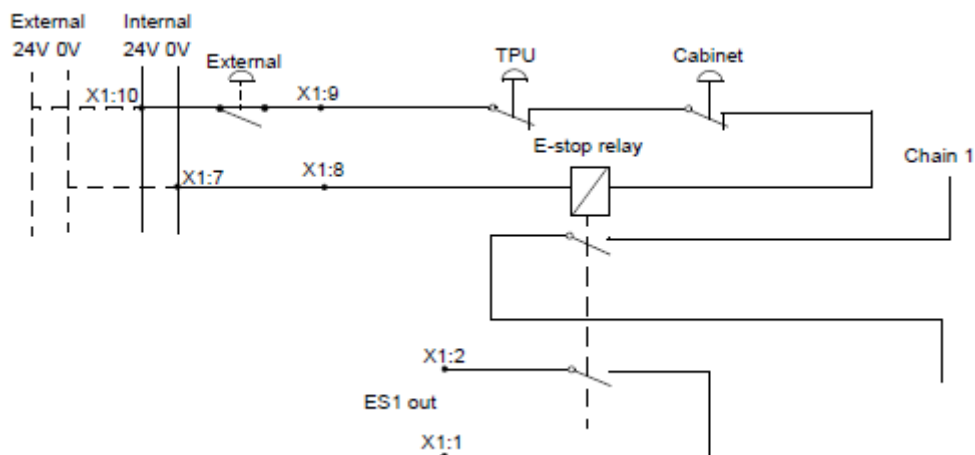 External Internal
24V 0V 24V 0V
External
TPU
Cabinet
X1:10
X1:9
E-stop relay
Chain 1
X1:7
X1:8
X1:2
ES1 out
X1:1